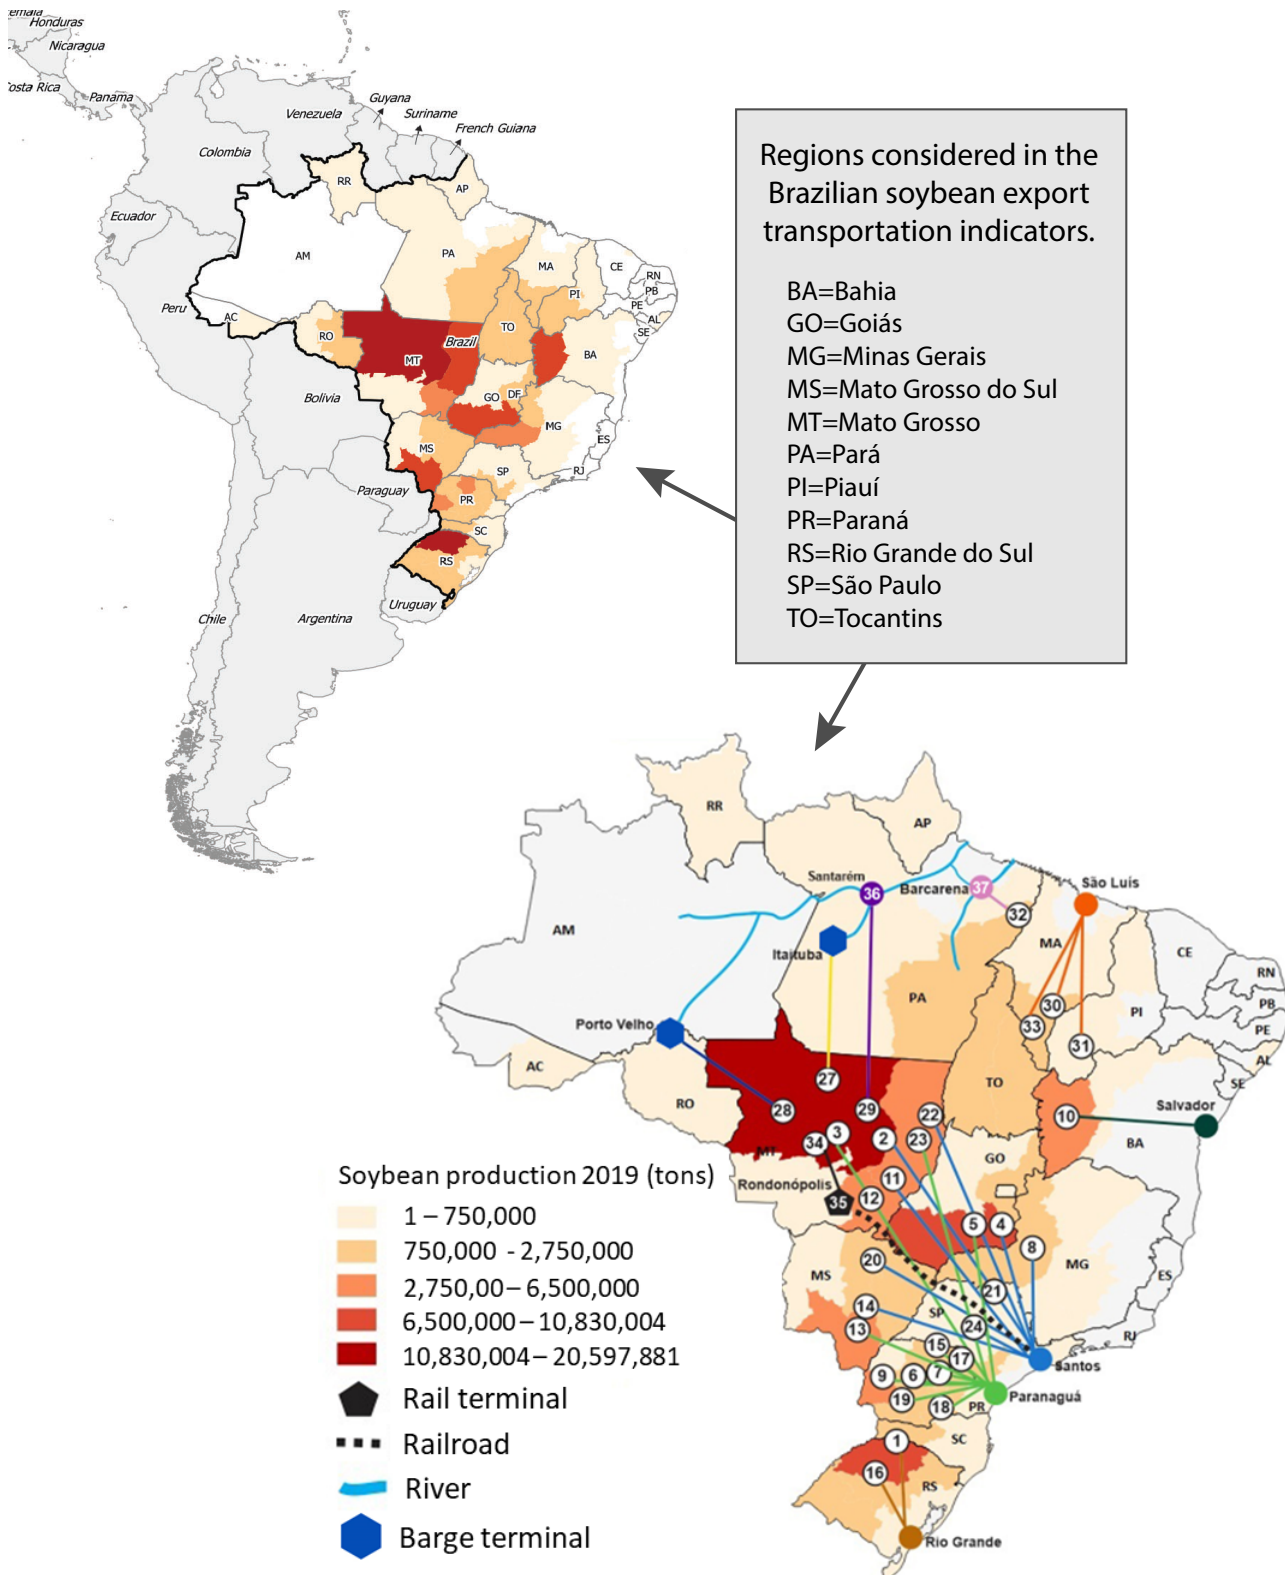 Honduras
Nicaragua
Costa Rica
Panama
Venezuela
Guyana
Suriname
French Guiana
Colombia
Ecuador
Peru
Brazil
Bolivia
Paraguay
Chile
Argentina
Uruguay
RR
AP
AM
PA
MA
CE
RN
PB
PE
PI
AL
SE
AC
RO
TO
BA
MT
GO
DF
MG
ES
MS
SP
RJ
PR
SC
RS
Regions considered in the
Brazilian soybean export
transportation indicators.
BA=Bahia
GO=Goiás
MG=Minas Gerais
MS=Mato Grosso do Sul
MT=Mato Grosso
PA=Pará
PI=Piauí
PR=Paraná
RS=Rio Grande do Sul
SP=São Paulo
TO=Tocantins
RR
AP
Santarém
36
Barcarena
37
São Luís
32
AM
Itaituba
MA
CE
RN
PB
PE
PA
30
PI
33
31
Porto Velho
AC
RO
27
28
29
TO
AL
SE
10
Salvador
BA
22
3
34
2
23
MT
GO
Rondonópolis
35
11
12
5
4
8
MG
ES
MS
20
21
14
SP
13
24
RJ
15
17
Santos
9
6
7
19
18
PR
Paranaguá
1
SC
16
RS
Rio Grande
Soybean production 2019 (tons)
1 – 750,000
750,000 - 2,750,000
2,750,00 – 6,500,000
6,500,000 – 10,830,004
10,830,004 – 20,597,881
Rail terminal
Railroad
River
Barge terminal